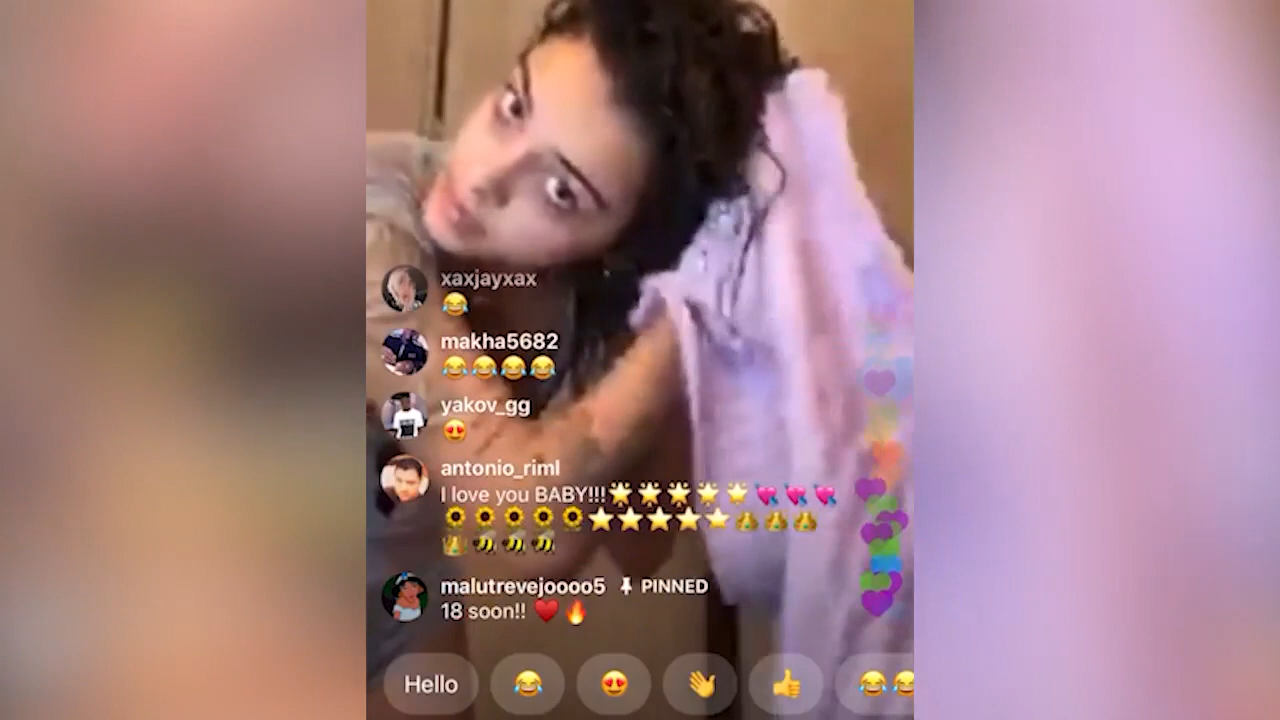 xaxjayxax
😂
makha5682
😂😂😂😂
yakov_gg
😍
antonio_riml
I love you BABY!!!🌟🌟🌟🌟🌟💘💘💘
🌻🌻🌻🌻🌻⭐⭐⭐⭐⭐👑👑👑
👑🐝🐝🐝
malutrevejoooo5 📌 PINNED
18 soon!! ❤️🔥
Hello 😂 😍 👋 👍 😂😂